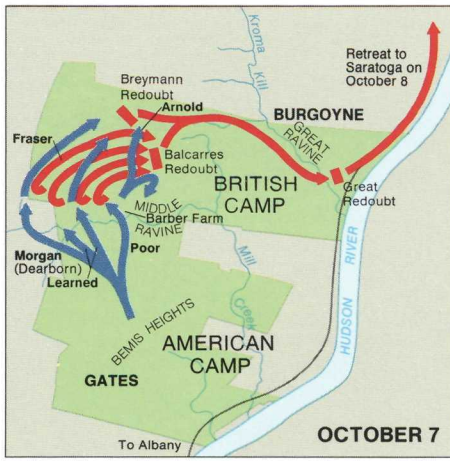 Kroma
Kill
Retreat to
Saratoga on
October 8
Breymann
Redoubt
Arnold
BURGOYNE
GREAT
RAVINE
Fraser
Balcarres
Redoubt
BRITISH
CAMP
Great
Redoubt
MIDDLE
RAVINE
Barber Farm
Poor
Morgan
(Dearborn)
Learned
Mill
Creek
HUDSON RIVER
BEMIS HEIGHTS
AMERICAN
CAMP
GATES
To Albany
OCTOBER 7